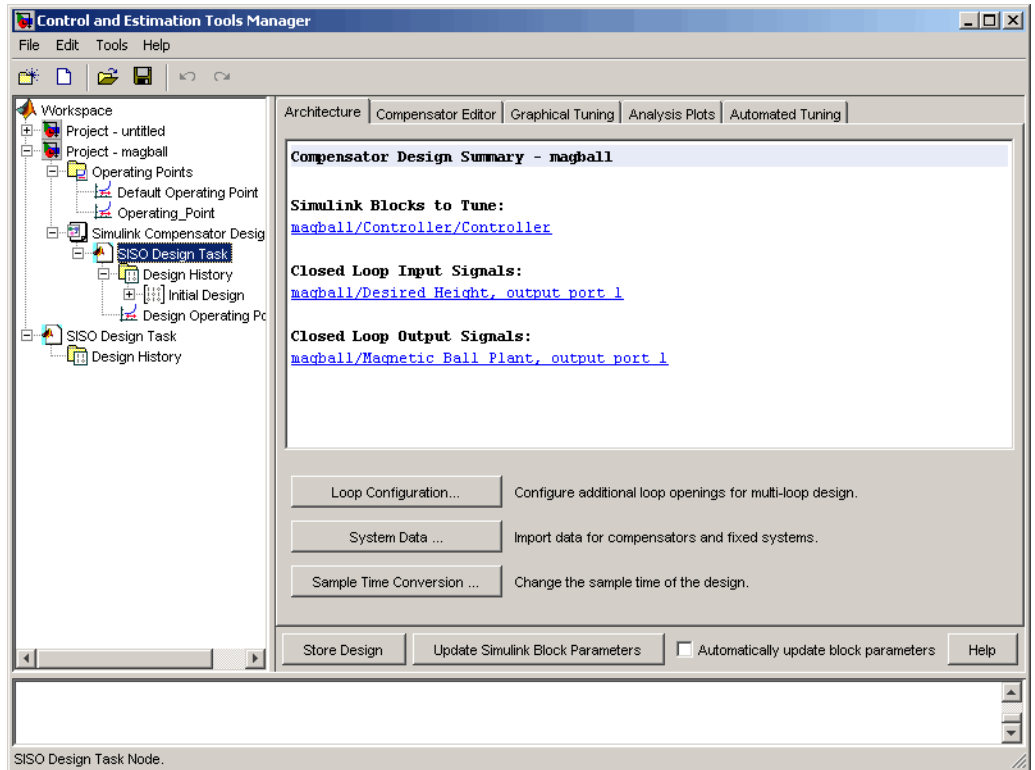 Control and Estimation Tools Manager
File Edit Tools Help
Workspace
Project - untitled
Project - magball
Operating Points
Default Operating Point
Operating_Point
Simulink Compensator Desig
SISO Design Task
Design History
Initial Design
Design Operating Po
SISO Design Task
Design History
Architecture Compensator Editor Graphical Tuning Analysis Plots Automated Tuning
Compensator Design Summary - magball
Simulink Blocks to Tune:
magball/Controller/Controller
Closed Loop Input Signals:
magball/Desired Height, output port 1
Closed Loop Output Signals:
magball/Magnetic Ball Plant, output port 1
Loop Configuration... Configure additional loop openings for multi-loop design.
System Data ... Import data for compensators and fixed systems.
Sample Time Conversion ... Change the sample time of the design.
Store Design Update Simulink Block Parameters Automatically update block parameters Help
SISO Design Task Node.